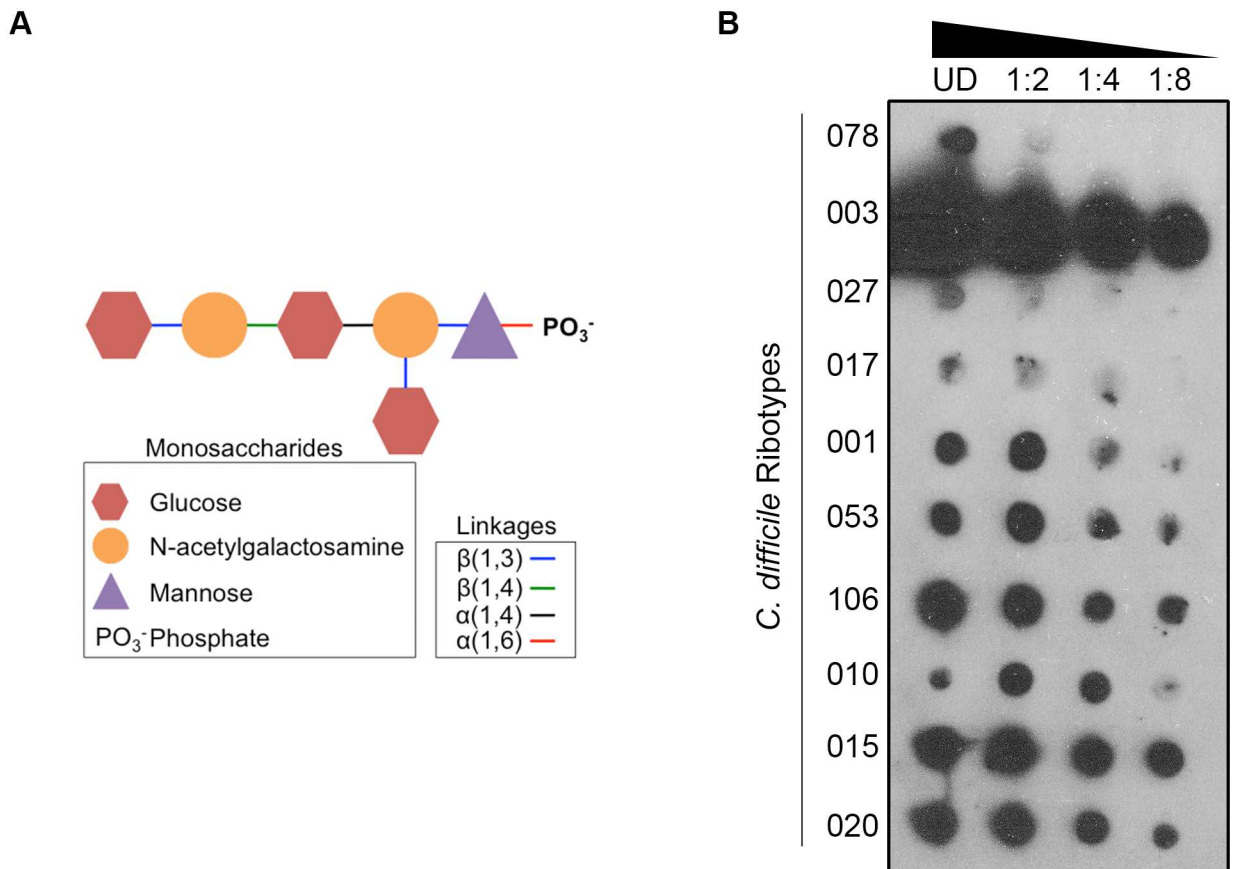 A
B
PO₃⁻
Monosaccharides
Glucose
N-acetylgalactosamine
Mannose
PO₃⁻ Phosphate
Linkages
β(1,3)
β(1,4)
α(1,4)
α(1,6)
UD 1:2 1:4 1:8
C. difficile Ribotypes
078
003
027
017
001
053
106
010
015
020